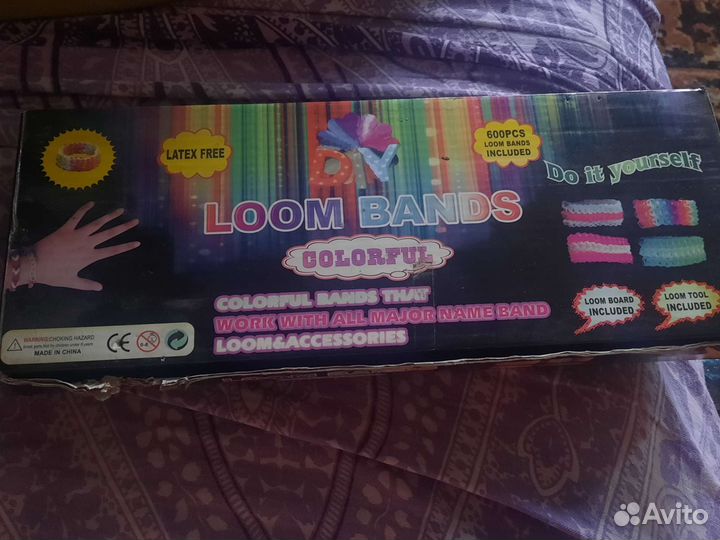 LATEX FREE
DIY
600PCS
LOOM BANDS
INCLUDED
Do it yourself
LOOM BANDS
COLORFUL
COLORFUL BANDS THAT
WORK WITH ALL MAJOR NAME BAND
LOOM&ACCESSORIES
LOOM BOARD
INCLUDED
LOOM TOOL
INCLUDED
WARNING:CHOKING HAZARD
MADE IN CHINA
CE
0-3
Avito